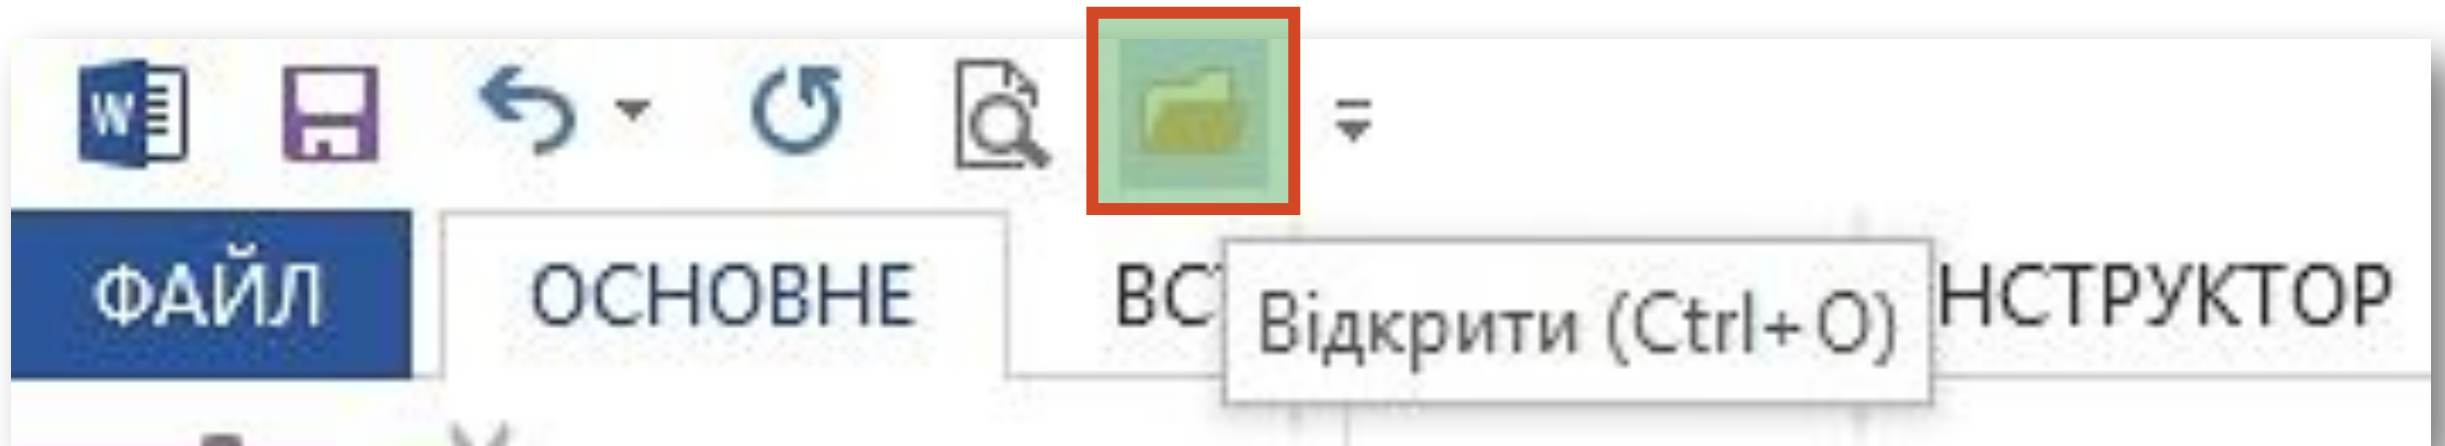 W
ФАЙЛ ОСНОВНЕ ВС НСТРУКТОР
Відкрити (Ctrl+O)